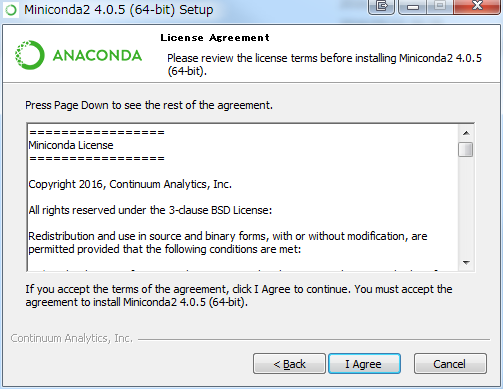 Miniconda2 4.0.5 (64-bit) Setup
ANACONDA
License Agreement
Please review the license terms before installing Miniconda2 4.0.5
(64-bit).
Press Page Down to see the rest of the agreement.
=================
Miniconda License
=================
Copyright 2016, Continuum Analytics, Inc.
All rights reserved under the 3-clause BSD License:
Redistribution and use in source and binary forms, with or without modification, are
permitted provided that the following conditions are met:
If you accept the terms of the agreement, click I Agree to continue. You must accept the
agreement to install Miniconda2 4.0.5 (64-bit).
Continuum Analytics, Inc.
< Back
I Agree
Cancel